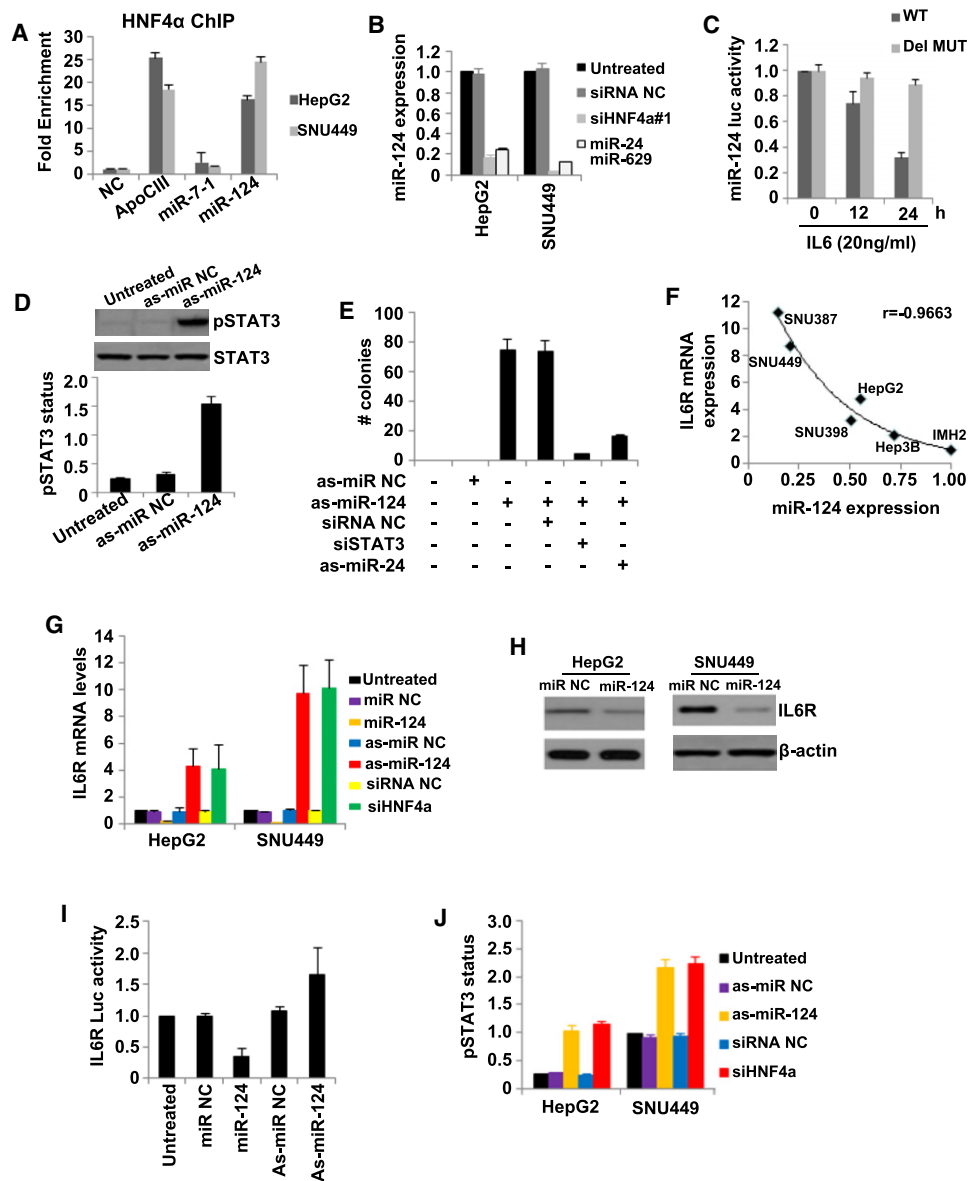 A
HNF4α ChIP
Fold Enrichment
30
25
20
15
10
5
0
NC
ApoCIII
miR-7-1
miR-124
HepG2
SNU449
B
miR-124 expression
1.2
1
0.8
0.6
0.4
0.2
0
HepG2
SNU449
Untreated
siRNA NC
siHNF4a#1
miR-24
miR-629
C
WT
Del MUT
miR-124 luc activity
1.2
1.0
0.8
0.6
0.4
0.2
0
0 12 24 h
IL6 (20ng/ml)
D
Untreated
as-miR NC
as-miR-124
pSTAT3
STAT3
pSTAT3 status
2.0
1.5
1.0
0.5
0
Untreated
as-miR NC
as-miR-124
E
# colonies
100
80
60
40
20
0
as-miR NC - + - - - -
as-miR-124 - - + + + +
siRNA NC - - - + - -
siSTAT3 - - - - + -
as-miR-24 - - - - - +
F
IL6R mRNA
expression
12
10
8
6
4
2
0
r=-0.9663
SNU387
SNU449
HepG2
SNU398
Hep3B
IMH2
0 0.25 0.50 0.75 1.00
miR-124 expression
G
IL6R mRNA levels
14
12
10
8
6
4
2
0
HepG2 SNU449
Untreated
miR NC
miR-124
as-miR NC
as-miR-124
siRNA NC
siHNF4a
H
HepG2 SNU449
miR NC miR-124 miR NC miR-124
IL6R
β-actin
I
IL6R Luc activity
2.5
2.0
1.5
1.0
0.5
0
Untreated
miR NC
miR-124
As-miR NC
As-miR-124
J
pSTAT3 status
3.0
2.5
2.0
1.5
1.0
0.5
0
HepG2 SNU449
Untreated
as-miR NC
as-miR-124
siRNA NC
siHNF4a